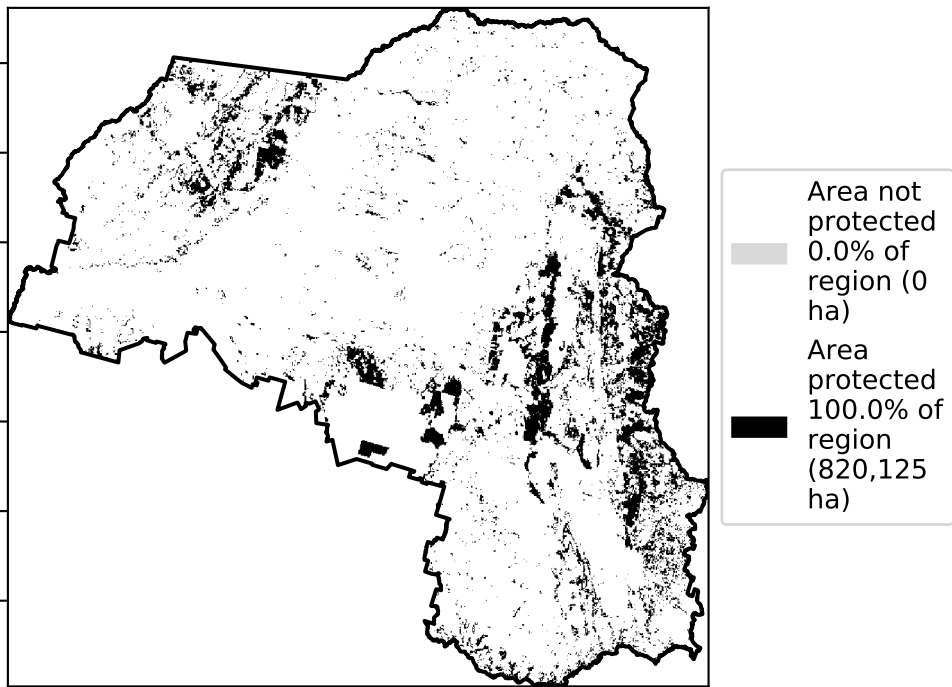 Area not
protected
0.0% of
region (0
ha)
Area
protected
100.0% of
region
(820,125
ha)